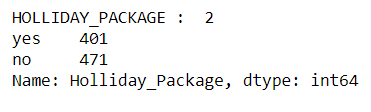 HOLLIDAY_PACKAGE :  2
yes    401
no     471
Name: Holliday_Package, dtype: int64